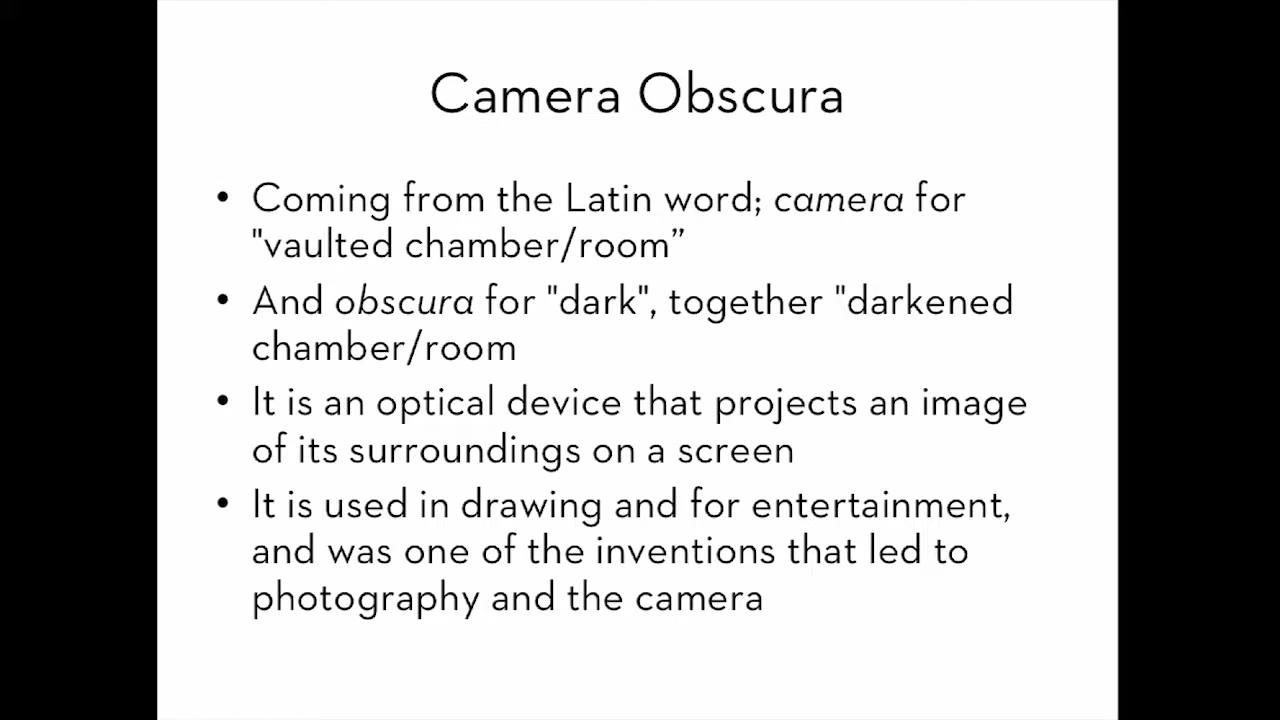 Camera Obscura
• Coming from the Latin word; camera for
"vaulted chamber/room”
• And obscura for "dark", together "darkened
chamber/room
• It is an optical device that projects an image
of its surroundings on a screen
• It is used in drawing and for entertainment,
and was one of the inventions that led to
photography and the camera